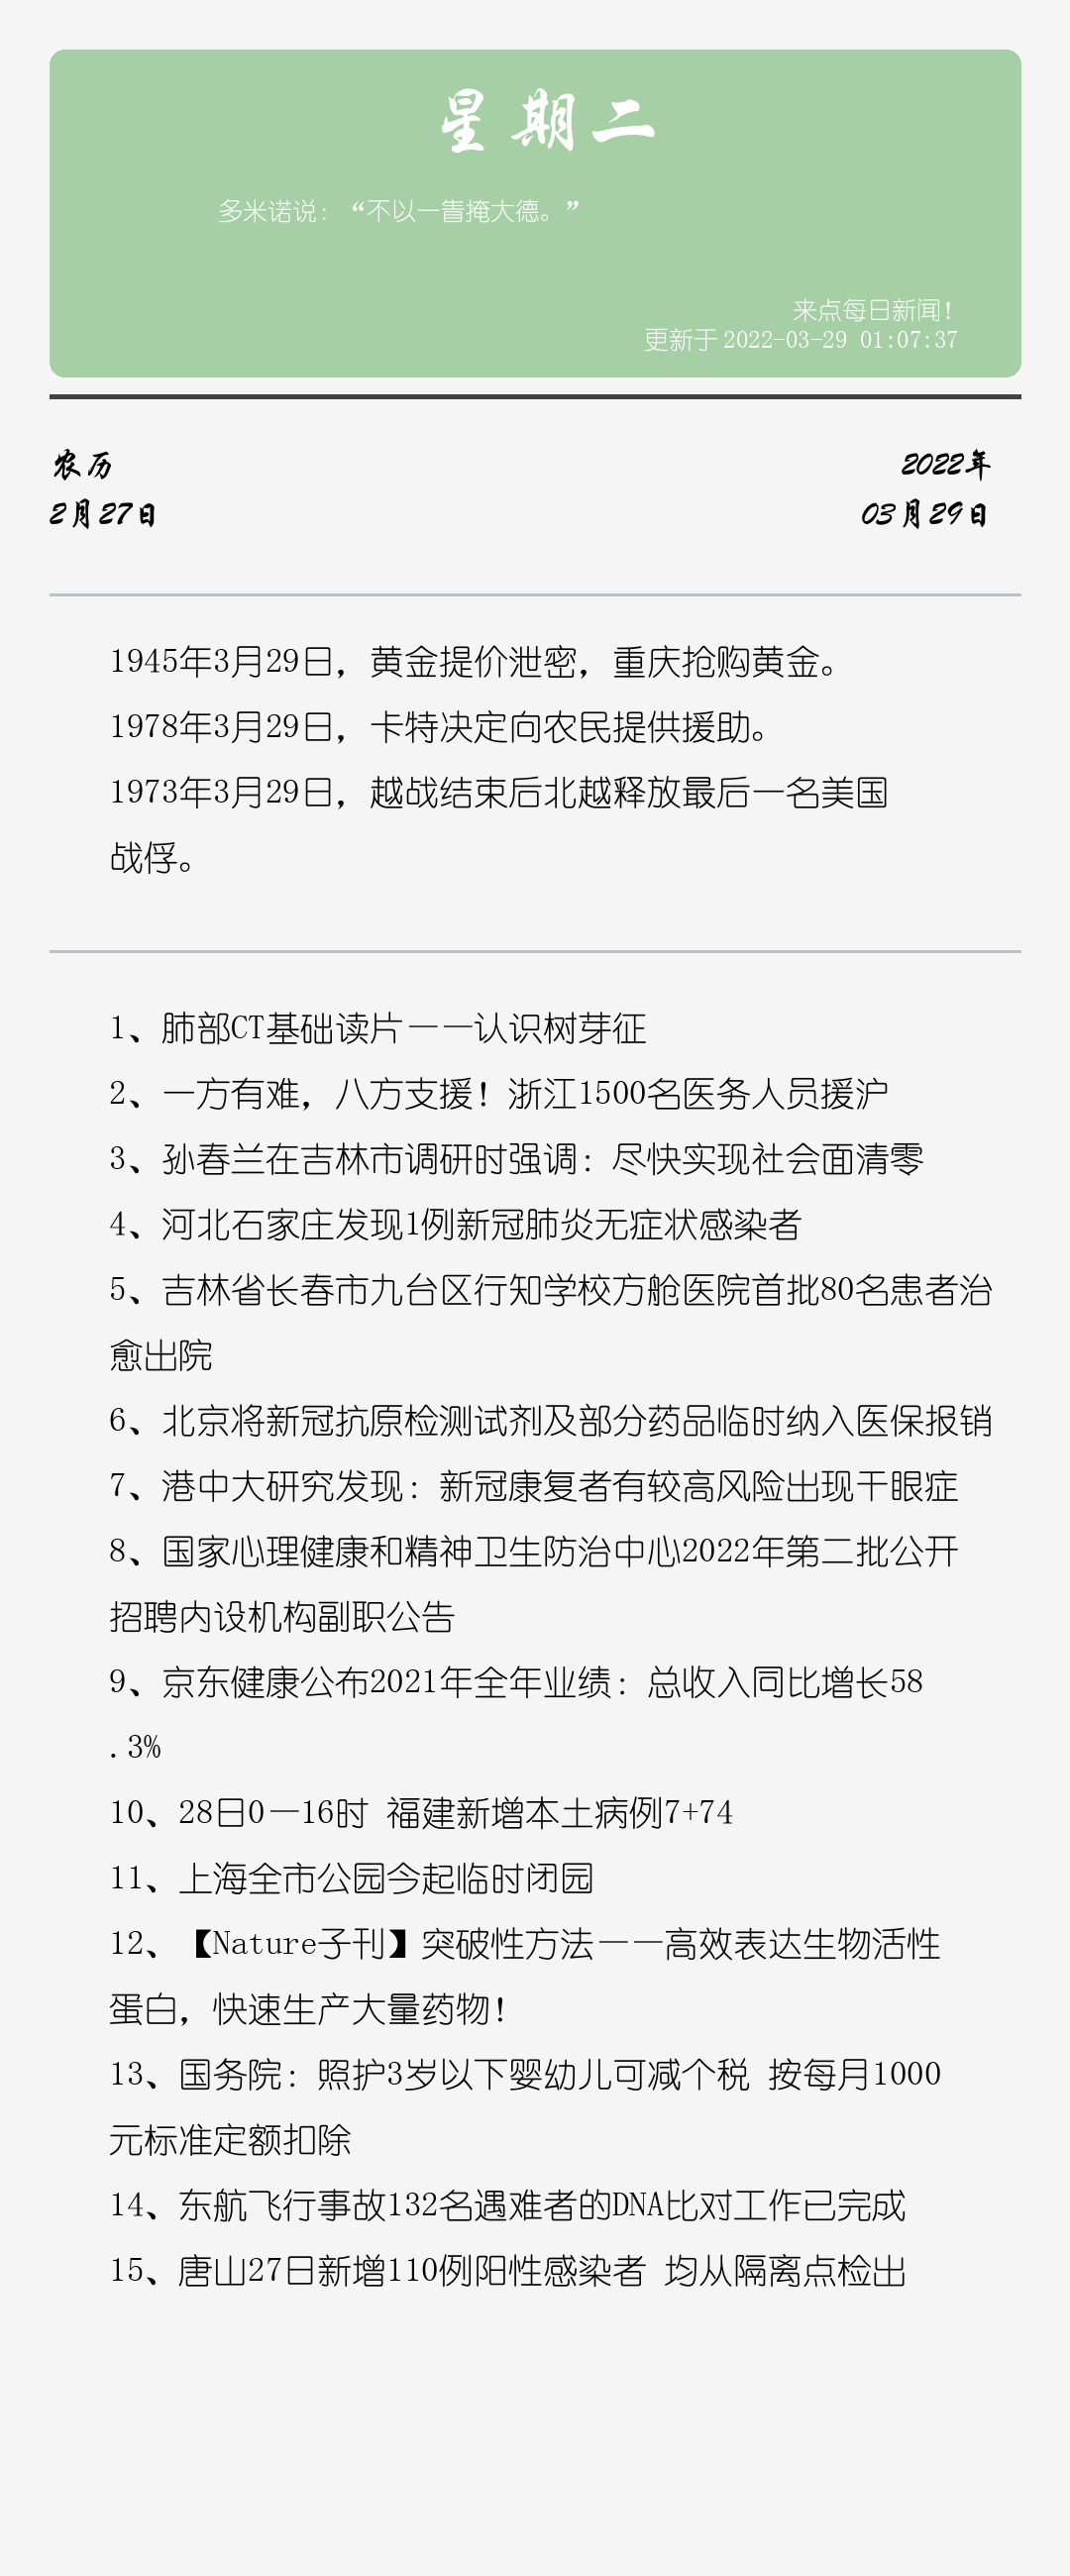 星期二
多米诺说：“不以一眚掩大德。”
来点每日新闻！
更新于 2022-03-29 01:07:37
农历
2月27日
2022年
03月29日
1945年3月29日，黄金提价泄密，重庆抢购黄金。
1978年3月29日，卡特决定向农民提供援助。
1973年3月29日，越战结束后北越释放最后一名美国
战俘。
1、肺部CT基础读片——认识树芽征
2、一方有难，八方支援！浙江1500名医务人员援沪
3、孙春兰在吉林市调研时强调：尽快实现社会面清零
4、河北石家庄发现1例新冠肺炎无症状感染者
5、吉林省长春市九台区行知学校方舱医院首批80名患者治
愈出院
6、北京将新冠抗原检测试剂及部分药品临时纳入医保报销
7、港中大研究发现：新冠康复者有较高风险出现干眼症
8、国家心理健康和精神卫生防治中心2022年第二批公开
招聘内设机构副职公告
9、京东健康公布2021年全年业绩：总收入同比增长58
.3%
10、28日0—16时 福建新增本土病例7+74
11、上海全市公园今起临时闭园
12、【Nature子刊】突破性方法——高效表达生物活性
蛋白，快速生产大量药物！
13、国务院：照护3岁以下婴幼儿可减个税 按每月1000
元标准定额扣除
14、东航飞行事故132名遇难者的DNA比对工作已完成
15、唐山27日新增110例阳性感染者 均从隔离点检出